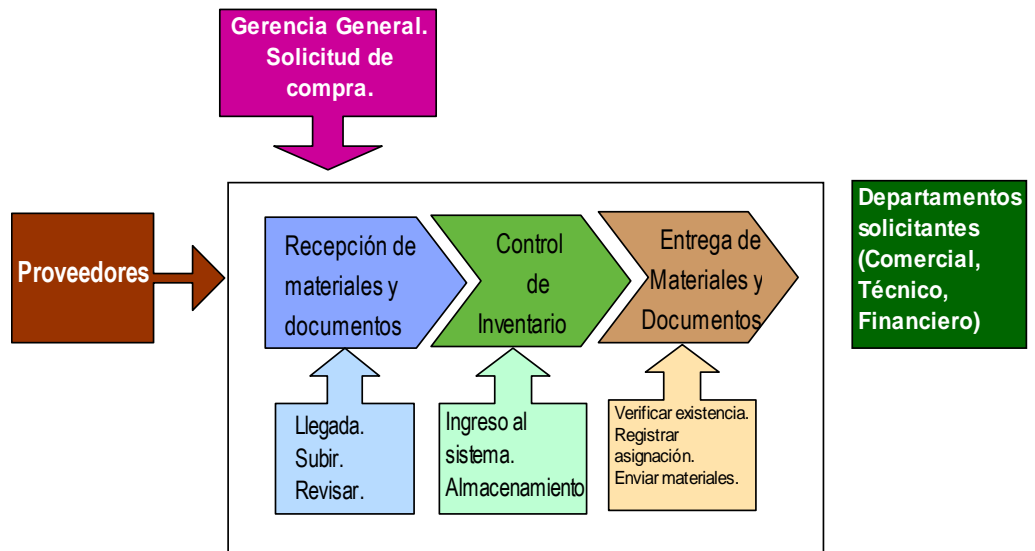 Gerencia General.
Solicitud de
compra.
Proveedores
Recepción de
materiales y
documentos
Control
de
Inventario
Entrega de
Materiales y
Documentos
Departamentos
solicitantes
(Comercial,
Técnico,
Financiero)
Llegada.
Subir.
Revisar.
Ingreso al
sistema.
Almacenamiento
Verificar existencia.
Registrar
asignación.
Enviar materiales.